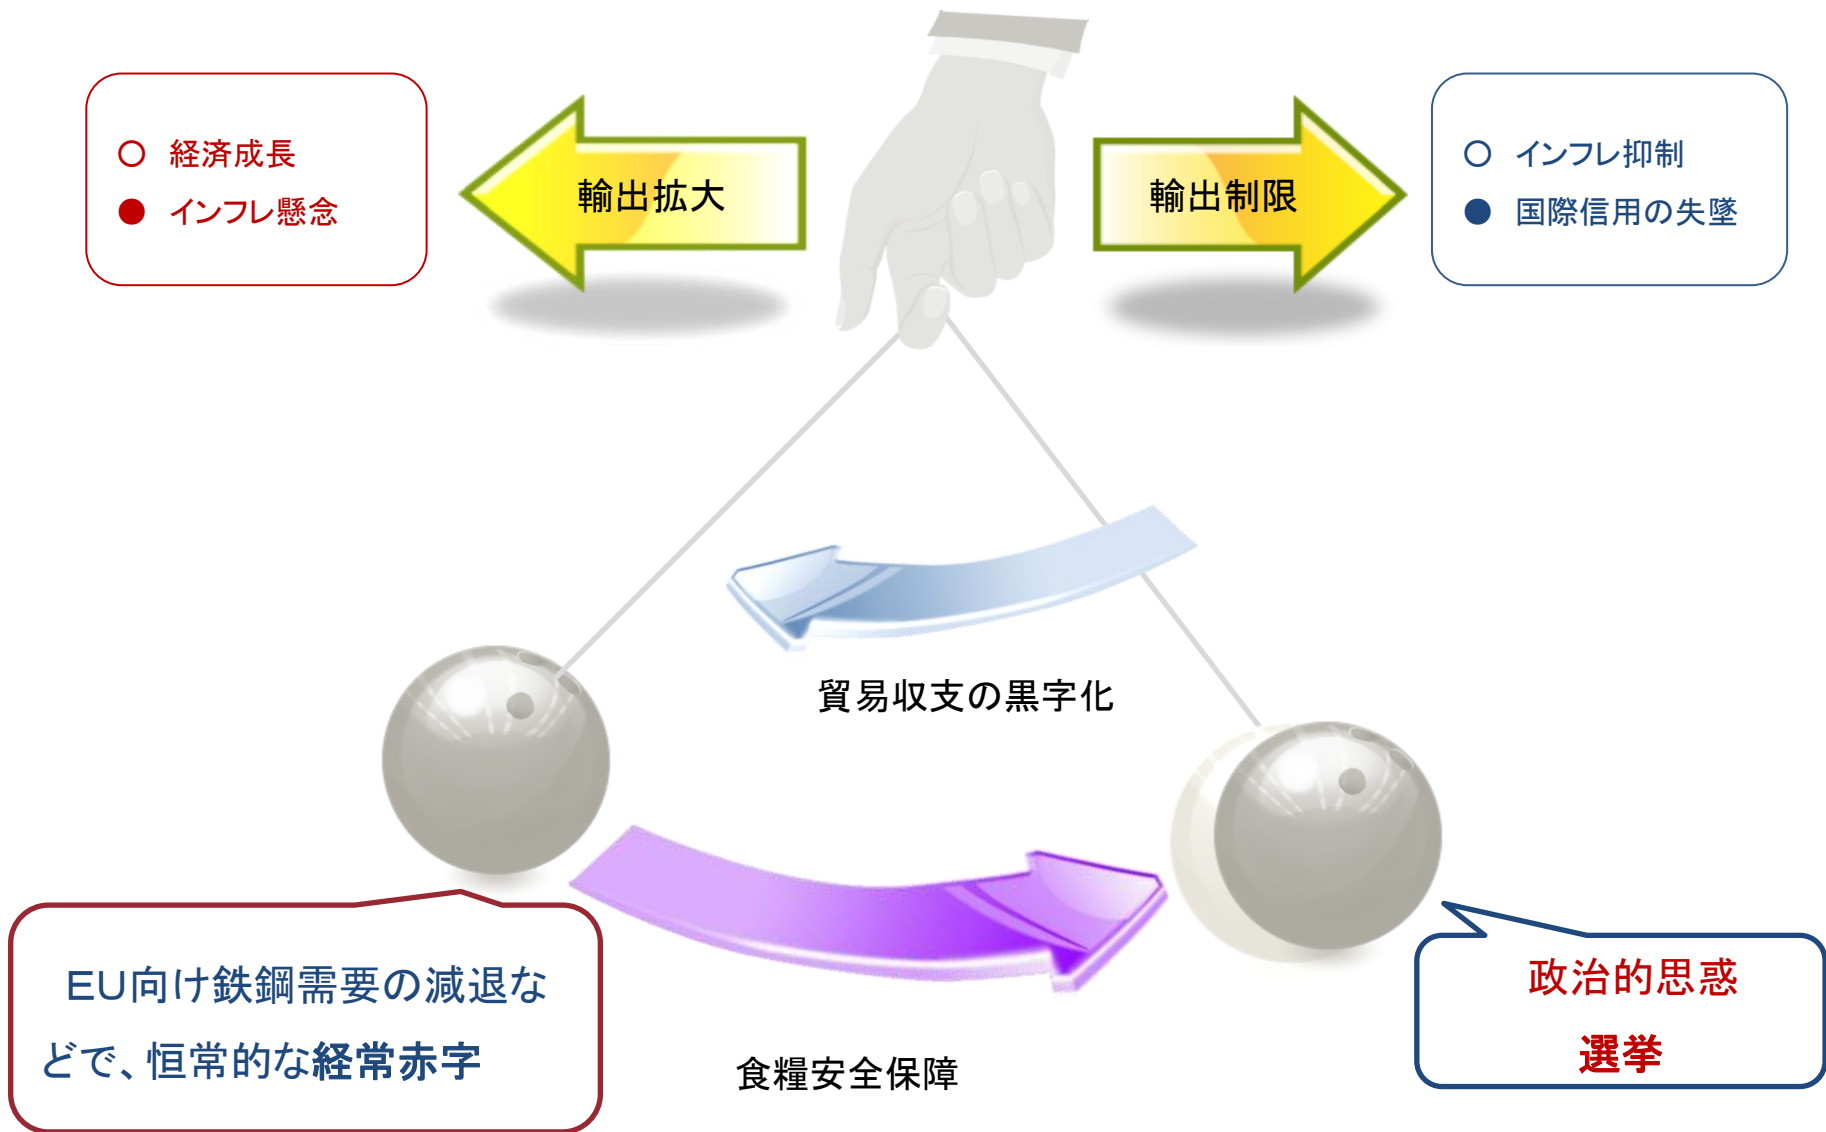 ○ 経済成長
● インフレ懸念
輸出拡大
輸出制限
○ インフレ抑制
● 国際信用の失墜
貿易収支の黒字化
EU向け鉄鋼需要の減退な
どで、恒常的な経常赤字
食糧安全保障
政治的思惑
選挙